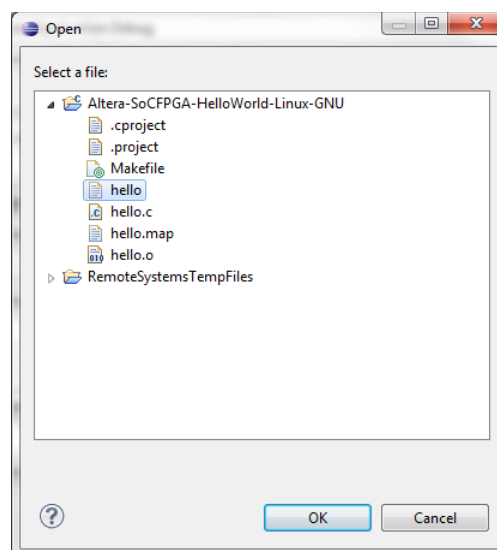 Open
Select a file:
Altera-SoCFPGA-HelloWorld-Linux-GNU
.cproject
.project
Makefile
hello
hello.c
hello.map
hello.o
RemoteSystemsTempFiles
OK
Cancel